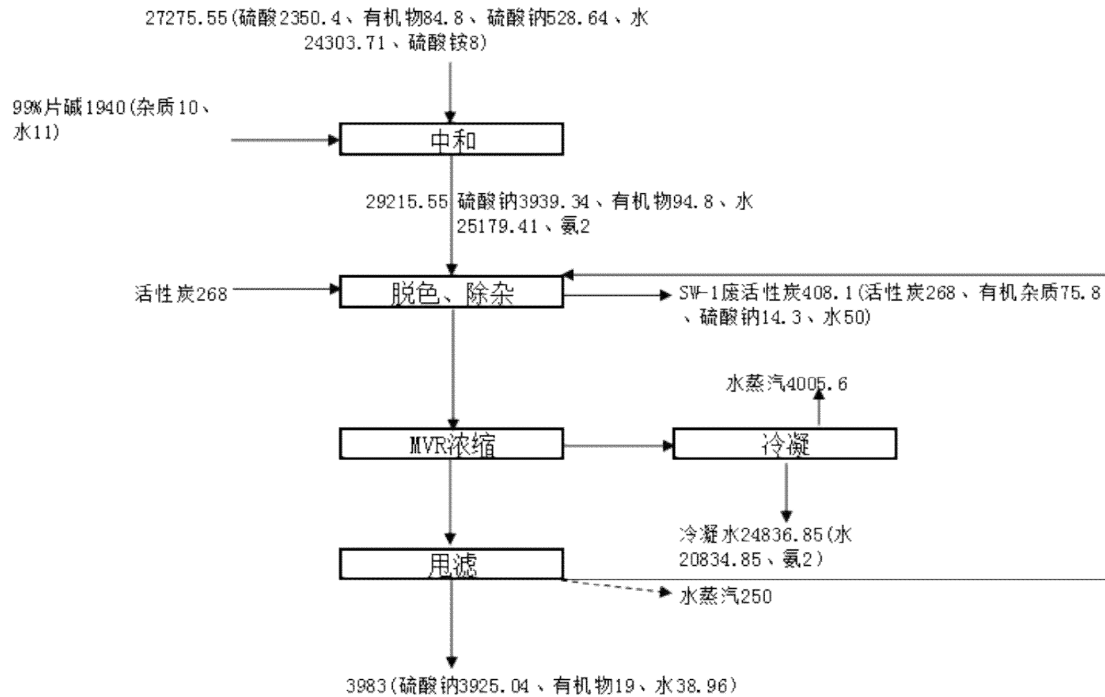 27275.55(硫酸2350.4、有机物84.8、硫酸钠528.64、水
24303.71、硫酸铵8)
99%片碱1940(杂质10、
水11)
中和
29215.55 硫酸钠3939.34、有机物94.8、水
25179.41、氨2
活性炭268
脱色、除杂
SW-1废活性炭408.1(活性炭268、有机杂质75.8
、硫酸钠14.3、水50)
水蒸汽4005.6
MVR浓缩
冷凝
冷凝水24836.85(水
20834.85、氨2)
甩滤
水蒸汽250
3983(硫酸钠3925.04、有机物19、水38.96)